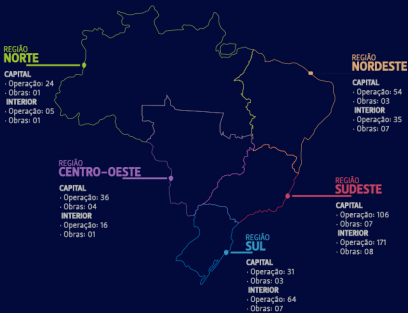 REGIÃO
NORTE
CAPITAL
· Operação: 24
· Obras: 01
INTERIOR
· Operação: 05
· Obras: 01
REGIÃO
NORDESTE
CAPITAL
· Operação: 54
· Obras: 03
INTERIOR
· Operação: 35
· Obras: 07
REGIÃO
CENTRO-OESTE
CAPITAL
· Operação: 36
· Obras: 04
INTERIOR
· Operação: 16
· Obras: 01
REGIÃO
SUDESTE
CAPITAL
· Operação: 106
· Obras: 07
INTERIOR
· Operação: 171
· Obras: 08
REGIÃO
SUL
CAPITAL
· Operação: 31
· Obras: 03
INTERIOR
· Operação: 64
· Obras: 07